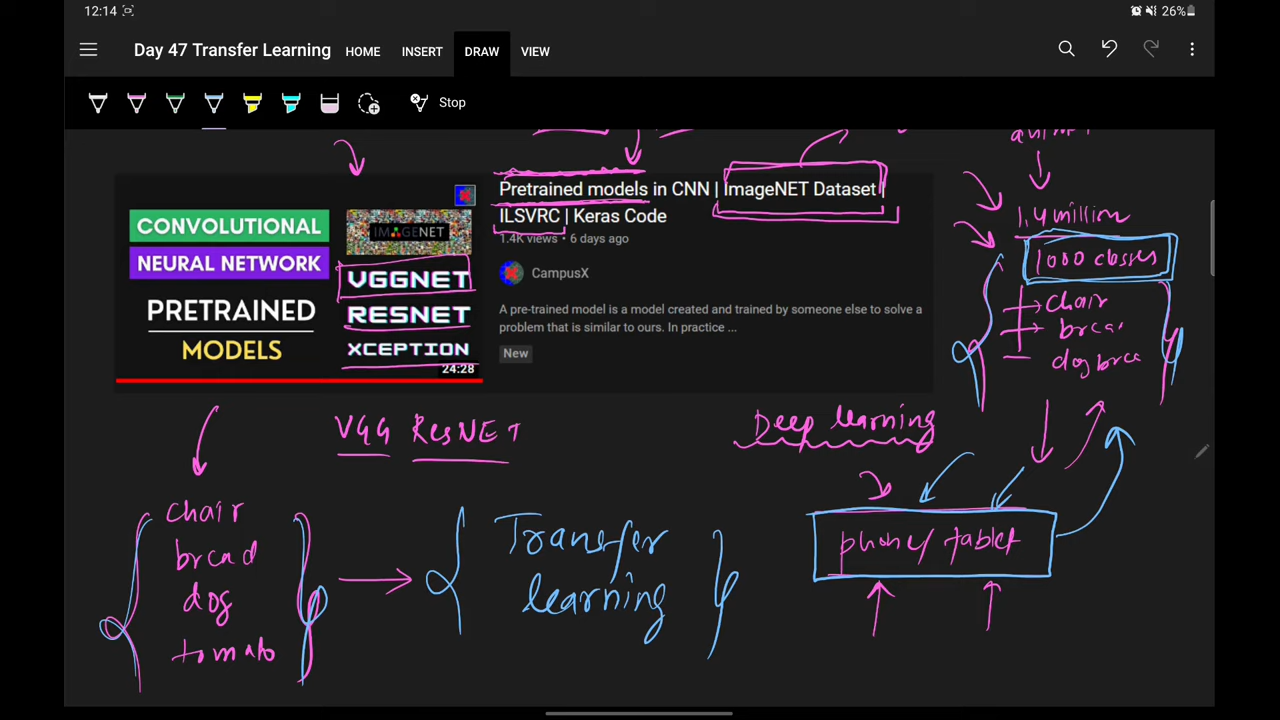 12:14
26%
Day 47 Transfer Learning HOME INSERT DRAW VIEW
Stop
CONVOLUTIONAL
NEURAL NETWORK
PRETRAINED
MODELS
IMAGENET
VGGNET
RESNET
XCEPTION
24:28
Pretrained models in CNN | ImageNET Dataset |
ILSVRC | Keras Code
1.4K views • 6 days ago
CampusX
A pre-trained model is a model created and trained by someone else to solve a
problem that is similar to ours. In practice ...
New
1.4 million
1000 classes
chair
brea
dog brea
VGG ResNET
Deep learning
chair
bread
dog
tomato
Transfer
learning
phone/ tablet